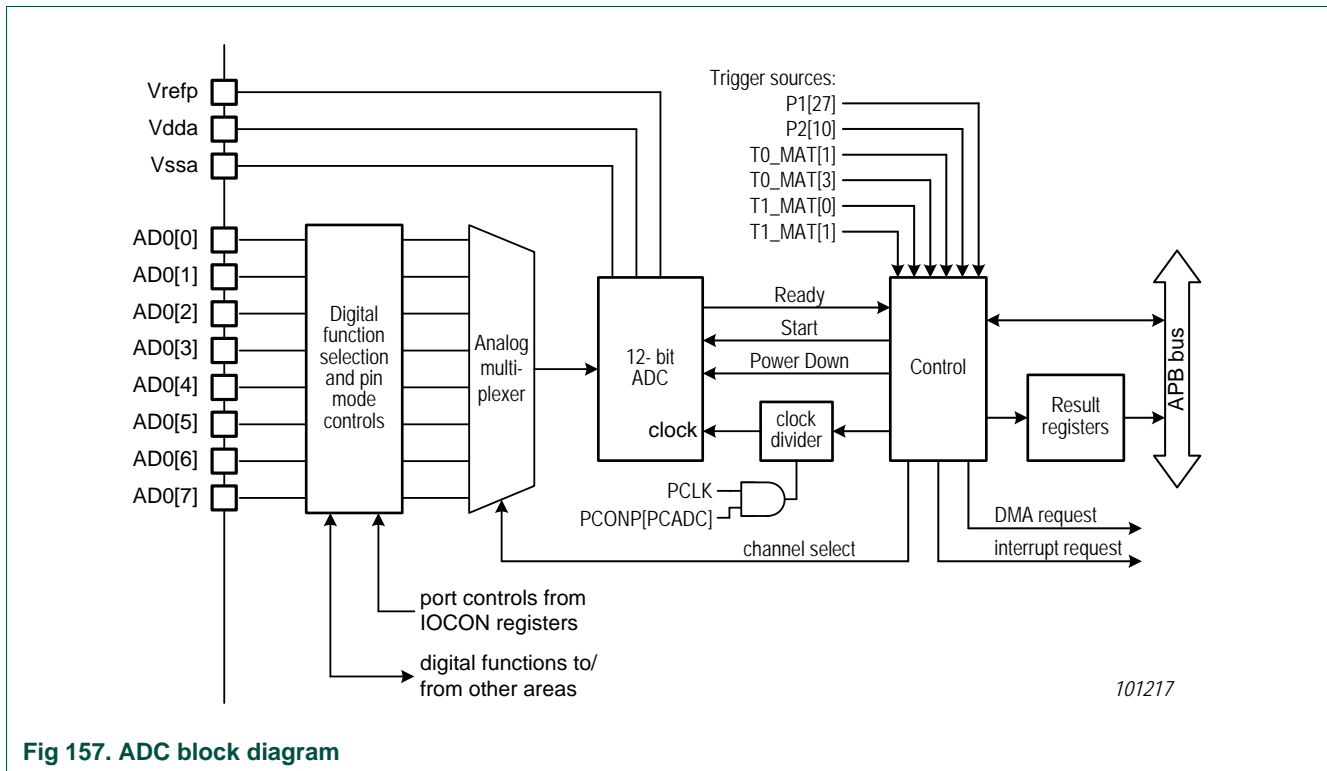 Vrefp
Vdda
Vssa
AD0[0]
AD0[1]
AD0[2]
AD0[3]
AD0[4]
AD0[5]
AD0[6]
AD0[7]
Digital
function
selection
and pin
mode
controls
Analog
multi-
plexer
12- bit
ADC
clock
Trigger sources:
P1[27]
P2[10]
T0_MAT[1]
T0_MAT[3]
T1_MAT[0]
T1_MAT[1]
Ready
Start
Power Down
clock
divider
PCLK
PCONP[PCADC]
channel select
Control
Result
registers
APB bus
DMA request
interrupt request
port controls from
IOCON registers
digital functions to/
from other areas
101217
Fig 157. ADC block diagram